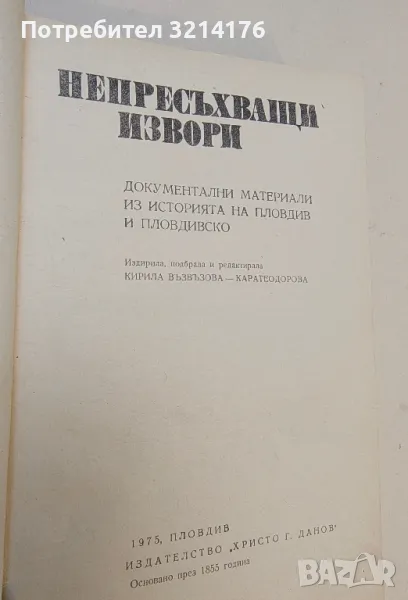 Потребител 3214176
НЕПРЕСЪХВАЩИ
ИЗВОРИ
ДОКУМЕНТАЛНИ МАТЕРИАЛИ
ИЗ ИСТОРИЯТА НА ПЛОВДИВ
И ПЛОВДИВСКО
Издирила, подбрала и редактирала
КИРИЛА ВЪЗВЪЗОВА — КАРАТЕОДОРОВА
1975, ПЛОВДИВ
ИЗДАТЕЛСТВО „ХРИСТО Г. ДАНОВ“
Основано през 1855 година
BAZAR